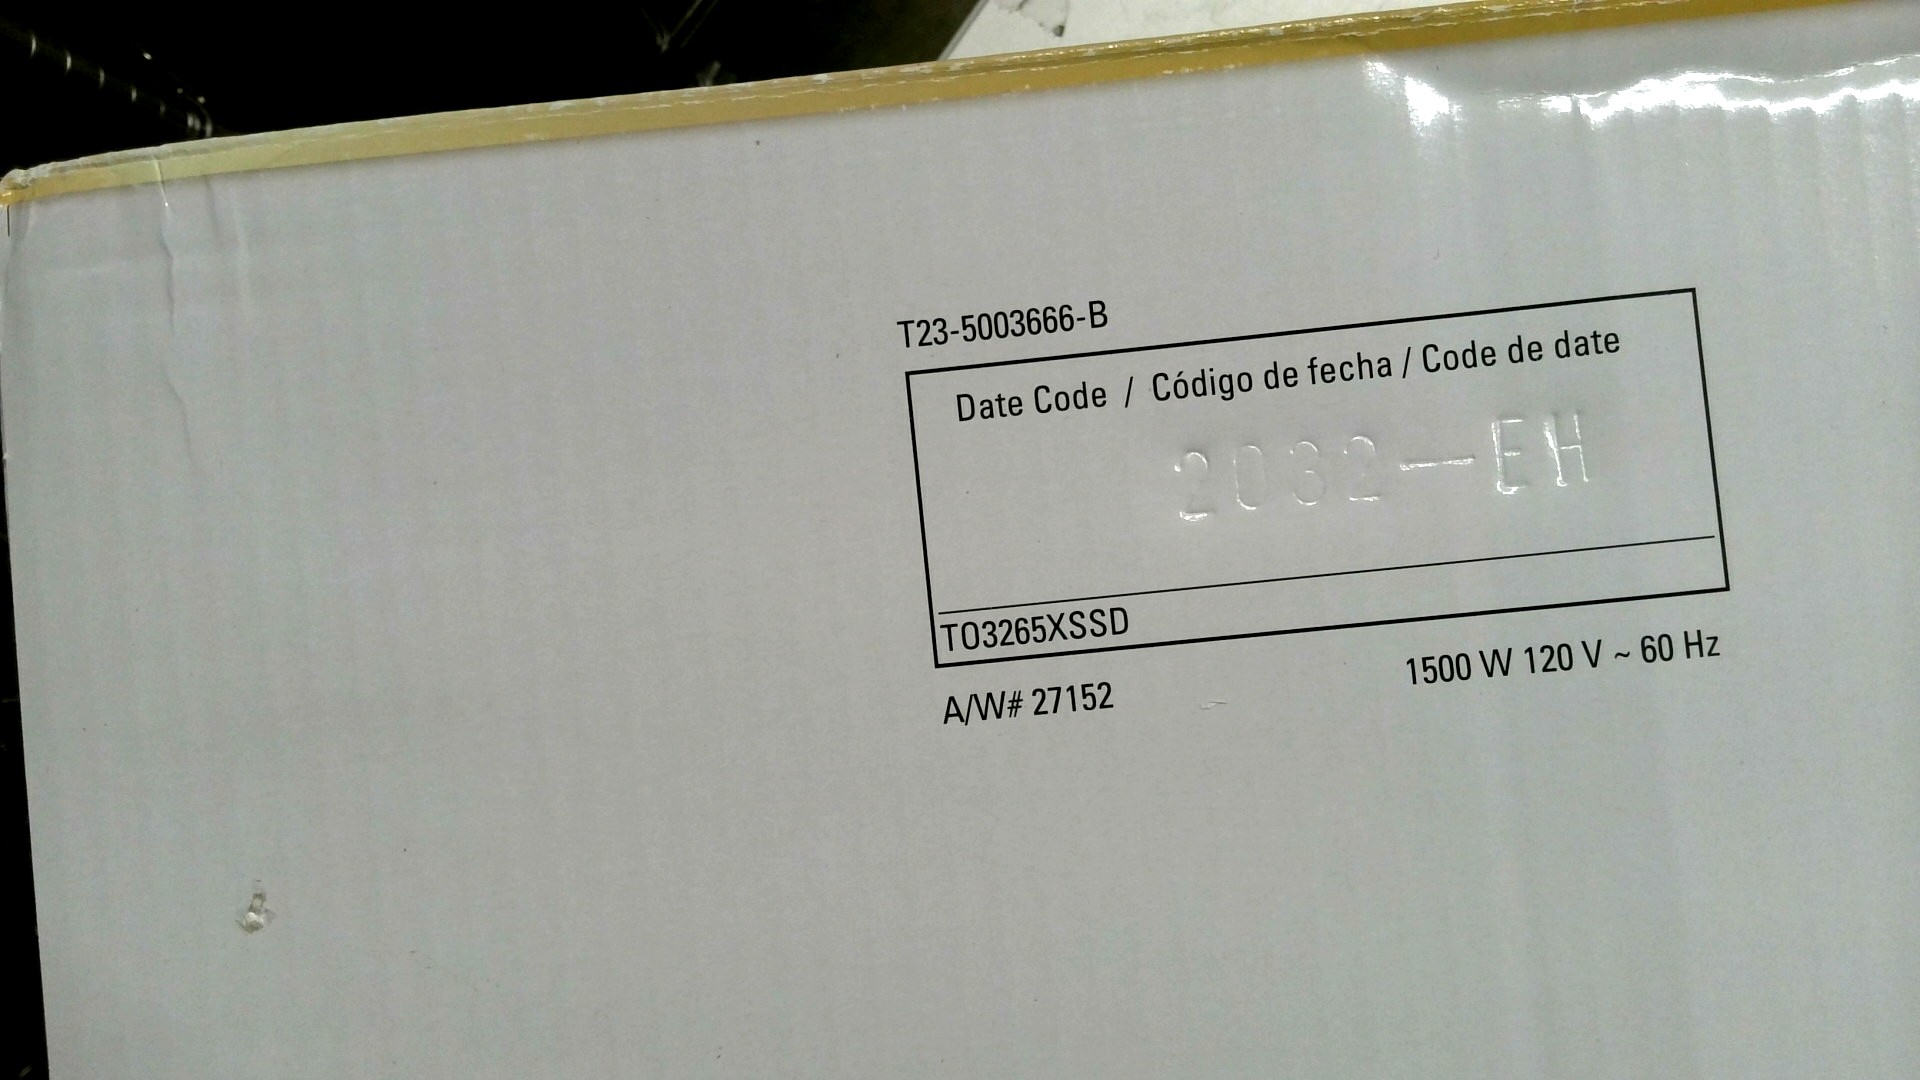 T23-5003666-B
Date Code / Código de fecha / Code de date
2032-EH
TO3265XSSD
A/W# 27152
1500 W 120 V ~ 60 Hz